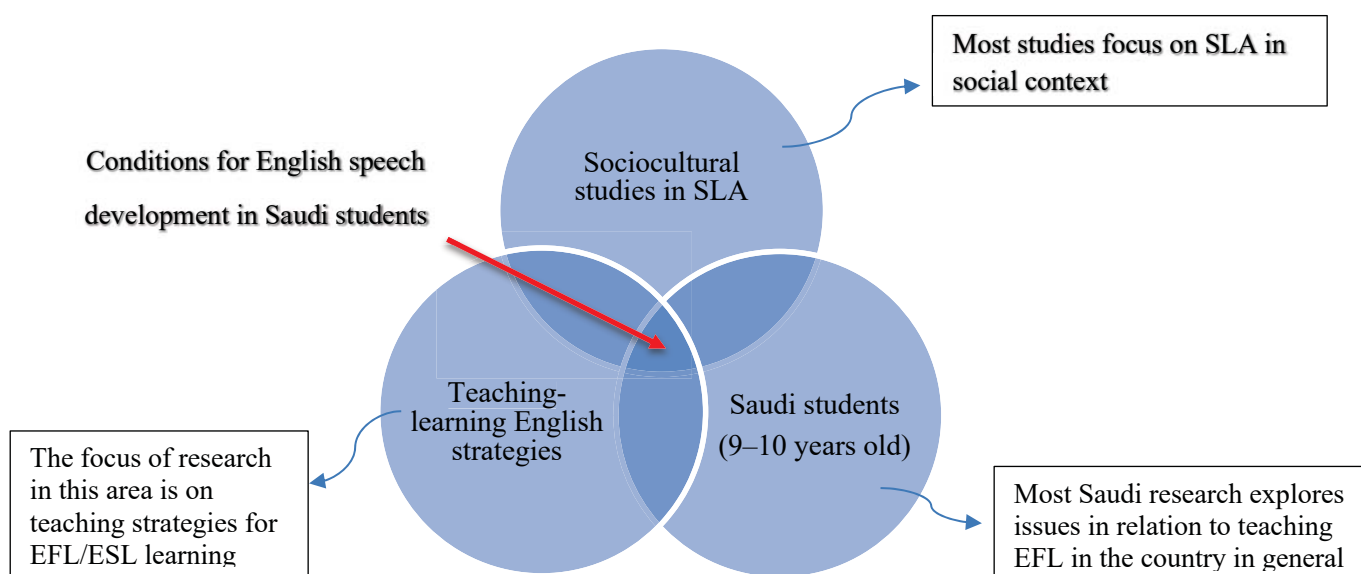 Most studies focus on SLA in
social context
Conditions for English speech
development in Saudi students
Sociocultural
studies in SLA
Teaching-
learning English
strategies
Saudi students
(9–10 years old)
The focus of research
in this area is on
teaching strategies for
EFL/ESL learning
Most Saudi research explores
issues in relation to teaching
EFL in the country in general